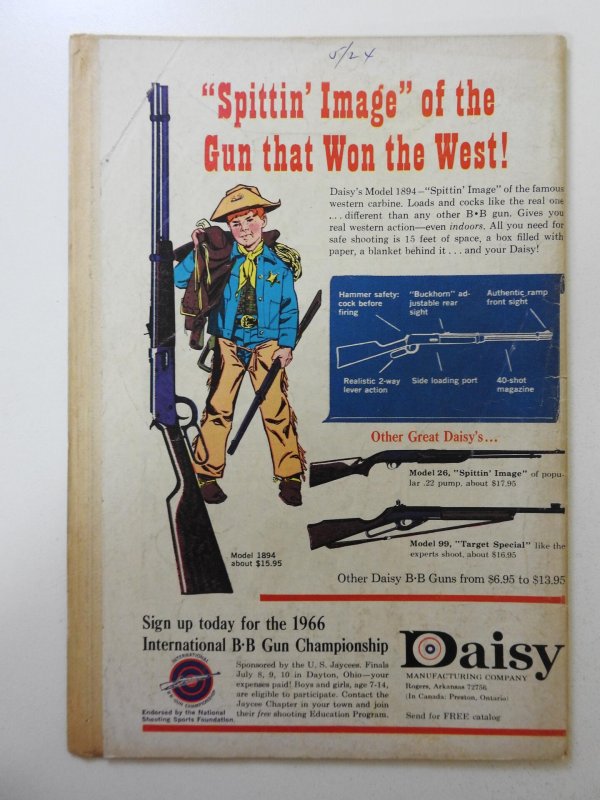 5/24
"Spittin' Image" of the
Gun that Won the West!
Daisy's Model 1894—"Spittin' Image" of the famous
western carbine. Loads and cocks like the real one
... different than any other B•B gun. Gives you
real western action—even indoors. All you need for
safe shooting is 15 feet of space, a box filled with
paper, a blanket behind it . . . and your Daisy!
Hammer safety:
cock before
firing
"Buckhorn" ad-
justable rear
sight
Authentic ramp
front sight
Realistic 2-way
lever action
Side loading port
40-shot
magazine
Other Great Daisy's...
Model 26, "Spittin' Image" of popu-
lar .22 pump, about $17.95
Model 99, "Target Special" like the
experts shoot, about $16.95
Model 1894
about $15.95
Other Daisy B·B Guns from $6.95 to $13.95
Sign up today for the 1966
International B·B Gun Championship
INTERNATIONAL
B·B GUN CHAMPIONSHIP
Endorsed by the National
Shooting Sports Foundation.
Sponsored by the U. S. Jaycees. Finals
July 8, 9, 10 in Dayton, Ohio—your
expenses paid! Boys and girls, age 7-14,
are eligible to participate. Contact the
Jaycee Chapter in your town and join
their free shooting Education Program.
Daisy
MANUFACTURING COMPANY
Rogers, Arkansas 72756
(In Canada: Preston, Ontario)
Send for FREE catalog